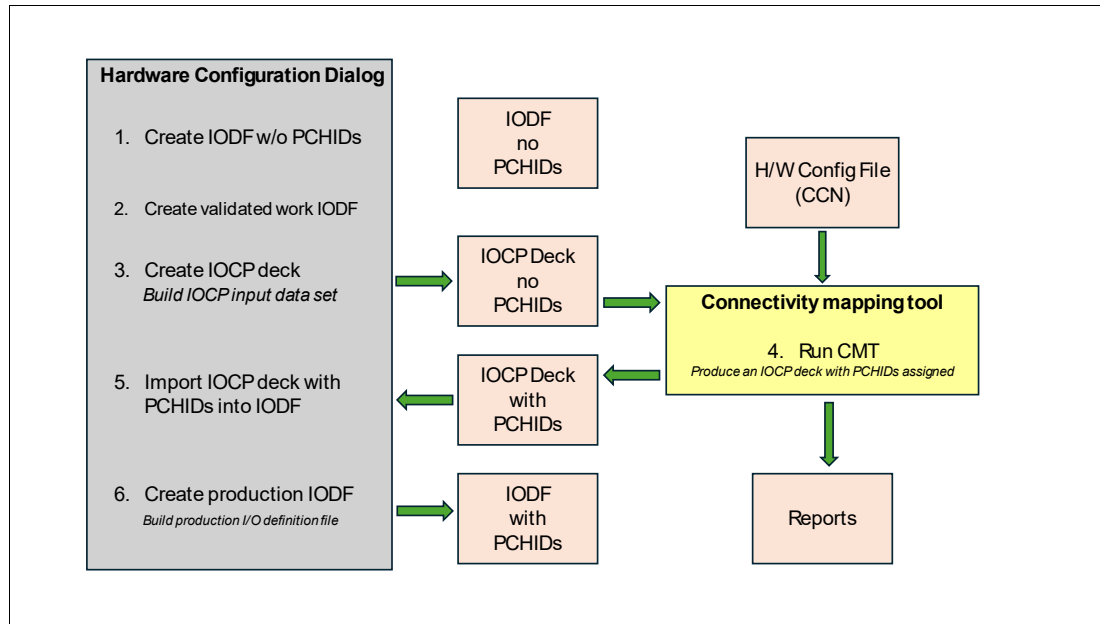 Hardware Configuration Dialog
1. Create IODF w/o PCHIDs
2. Create validated work IODF
3. Create IOCP deck
Build IOCP input data set
5. Import IOCP deck with
PCHIDs into IODF
6. Create production IODF
Build production I/O definition file
IODF
no
PCHIDs
IOCP Deck
no
PCHIDs
IOCP Deck
with
PCHIDs
IODF
with
PCHIDs
H/W Config File
(CCN)
Connectivity mapping tool
4. Run CMT
Produce an IOCP deck with PCHIDs assigned
Reports